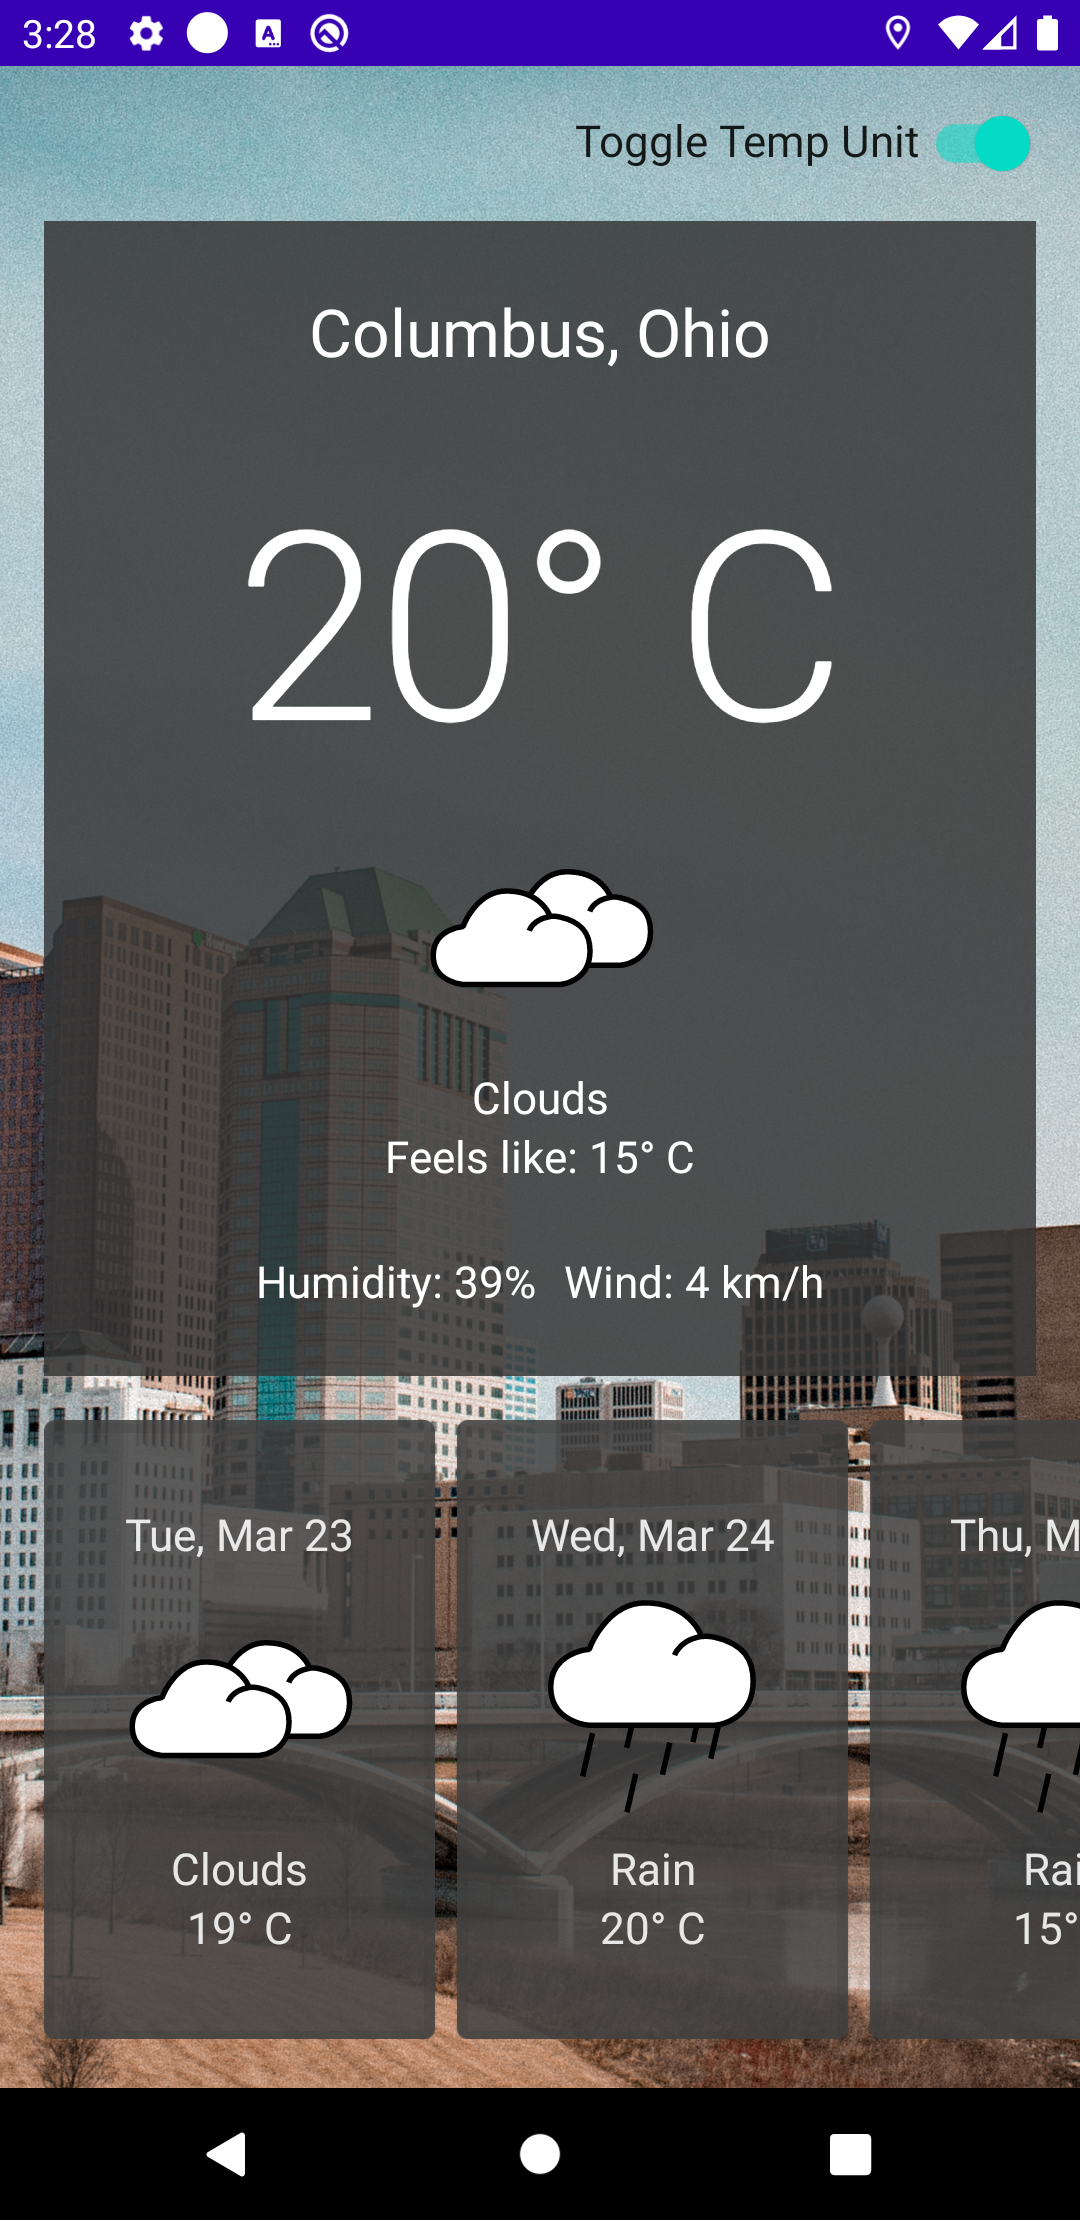 3:28
Toggle Temp Unit
Columbus, Ohio
20° C
Clouds
Feels like: 15° C
Humidity: 39% Wind: 4 km/h
Tue, Mar 23
Clouds
19° C
Wed, Mar 24
Rain
20° C
Thu, M
Rai
15°